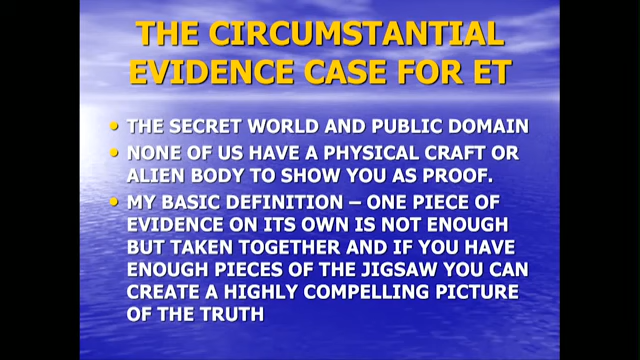 THE CIRCUMSTANTIAL
EVIDENCE CASE FOR ET
• THE SECRET WORLD AND PUBLIC DOMAIN
• NONE OF US HAVE A PHYSICAL CRAFT OR
ALIEN BODY TO SHOW YOU AS PROOF.
• MY BASIC DEFINITION – ONE PIECE OF
EVIDENCE ON ITS OWN IS NOT ENOUGH
BUT TAKEN TOGETHER AND IF YOU HAVE
ENOUGH PIECES OF THE JIGSAW YOU CAN
CREATE A HIGHLY COMPELLING PICTURE
OF THE TRUTH